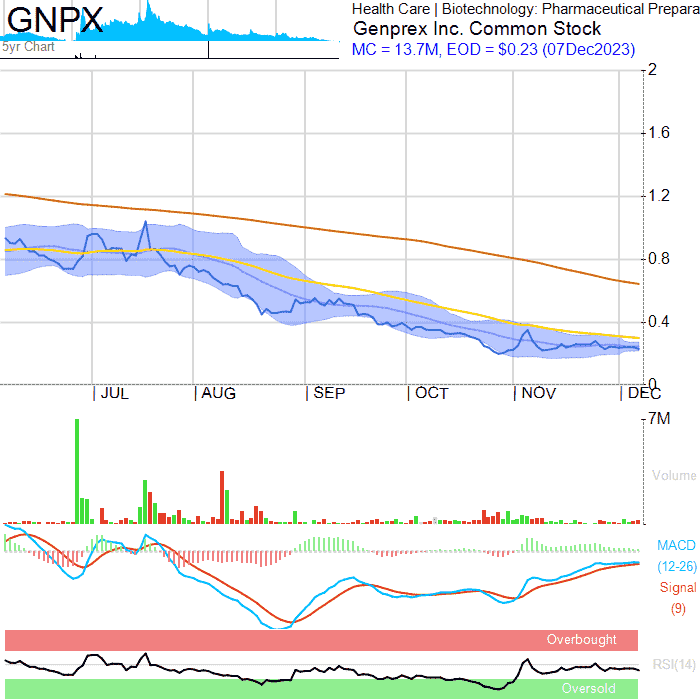 GNPX
5yr Chart
Health Care | Biotechnology: Pharmaceutical Prepara
Genprex Inc. Common Stock
MC = 13.7M, EOD = $0.23 (07Dec2023)
2
1.6
1.2
0.8
0.4
0
JUL AUG SEP OCT NOV DEC
7M
Volume
MACD
(12-26)
Signal
(9)
Overbought
RSI(14)
Oversold